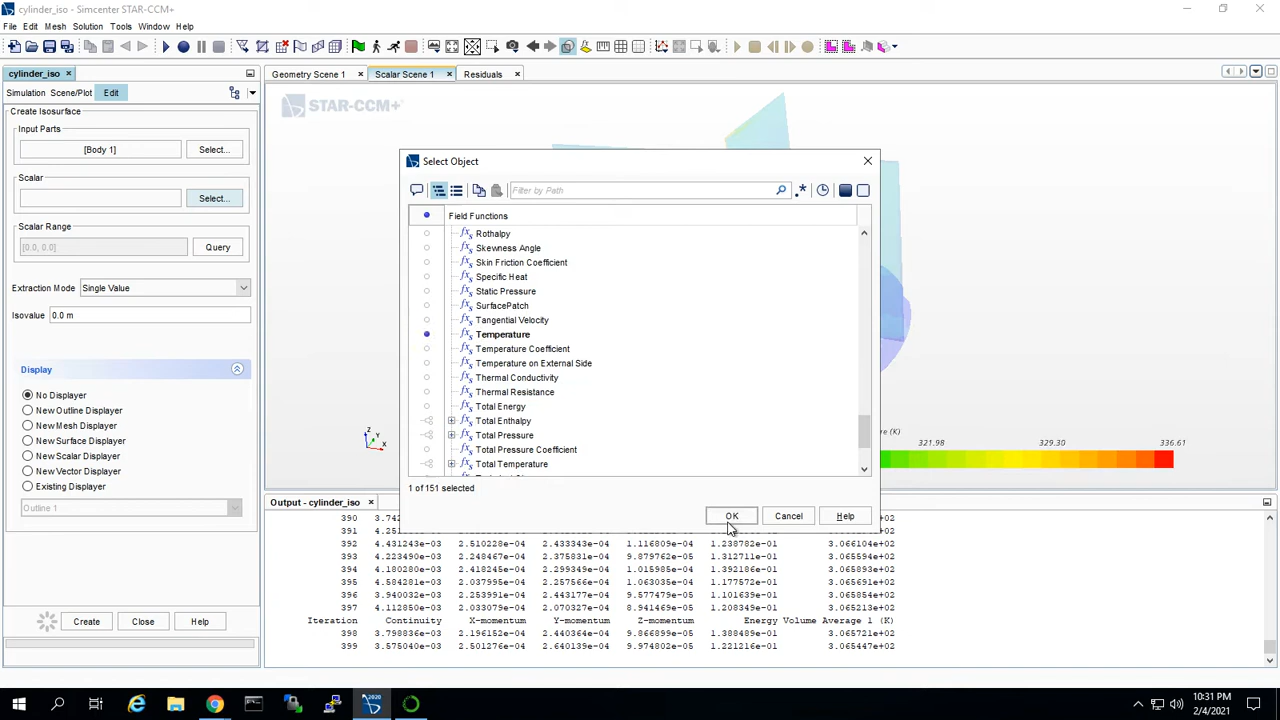 cylinder_iso - Simcenter STAR-CCM+
File Edit Mesh Solution Tools Window Help
cylinder_iso
Geometry Scene 1 Scalar Scene 1 Residuals
Simulation Scene/Plot Edit
Create Isosurface
Input Parts
[Body 1] Select...
Scalar
Select...
Scalar Range
[0.0, 0.0] Query
Extraction Mode Single Value
Isovalue 0.0 m
Display
No Displayer
New Outline Displayer
New Mesh Displayer
New Surface Displayer
New Scalar Displayer
New Vector Displayer
Existing Displayer
Outline 1
Create Close Help
STAR-CCM+
Select Object
Filter by Path
Field Functions
Rothalpy
Skewness Angle
Skin Friction Coefficient
Specific Heat
Static Pressure
SurfacePatch
Tangential Velocity
Temperature
Temperature Coefficient
Temperature on External Side
Thermal Conductivity
Thermal Resistance
Total Energy
Total Enthalpy
Total Pressure
Total Pressure Coefficient
Total Temperature
1 of 151 selected
OK Cancel Help
Z Y X
(K)
321.98 329.30 336.61
Output - cylinder_iso
390
391
392 4.431243e-03 2.510228e-04 2.433343e-04 1.116809e-04 1.238782e-01 3.066104e+02
393 4.223490e-03 2.248467e-04 2.375831e-04 9.879762e-05 1.312711e-01 3.065594e+02
394 4.180280e-03 2.418245e-04 2.299349e-04 1.015985e-04 1.392186e-01 3.065600e+02
395 4.584281e-03 2.037995e-04 2.257566e-04 1.063035e-04 1.177572e-01 3.065691e+02
396 3.940032e-03 2.253991e-04 2.443177e-04 9.577479e-05 1.101639e-01 3.065654e+02
397 4.112850e-03 2.033079e-04 2.070327e-04 8.941469e-05 1.208349e-01 3.065213e+02
Iteration Continuity X-momentum Y-momentum Z-momentum Energy Volume Average 1 (K)
398 3.798836e-03 2.196152e-04 2.440364e-04 9.866899e-05 1.388489e-01 3.065721e+02
399 3.575040e-03 2.501276e-04 2.640139e-04 9.974802e-05 1.221216e-01 3.065447e+02
2020
10:31 PM
2/4/2021